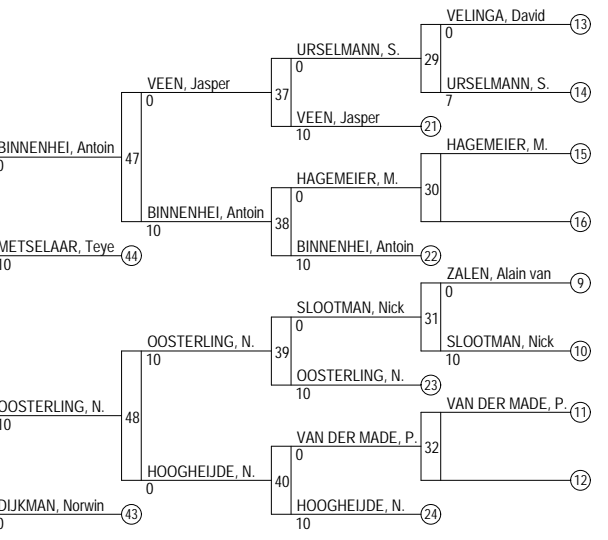 VELINGA, David
13
0
URSELMANN, S.
29
0
VEEN, Jasper
37
URSELMANN, S.
14
0
7
VEEN, Jasper
21
10
HAGEMEIER, M.
15
BINNENHEI, Antoin
47
0
HAGEMEIER, M.
30
0
BINNENHEI, Antoin
38
16
10
METSELAAR, Teye
44
BINNENHEI, Antoin
22
10
10
ZALEN, Alain van
9
0
SLOOTMAN, Nick
31
0
OOSTERLING, N.
39
SLOOTMAN, Nick
10
10
10
OOSTERLING, N.
23
10
VAN DER MADE, P.
11
OOSTERLING, N.
48
10
VAN DER MADE, P.
32
0
HOOGHEIJDE, N.
40
12
0
DIJKMAN, Norwin
43
HOOGHEIJDE, N.
24
0
10